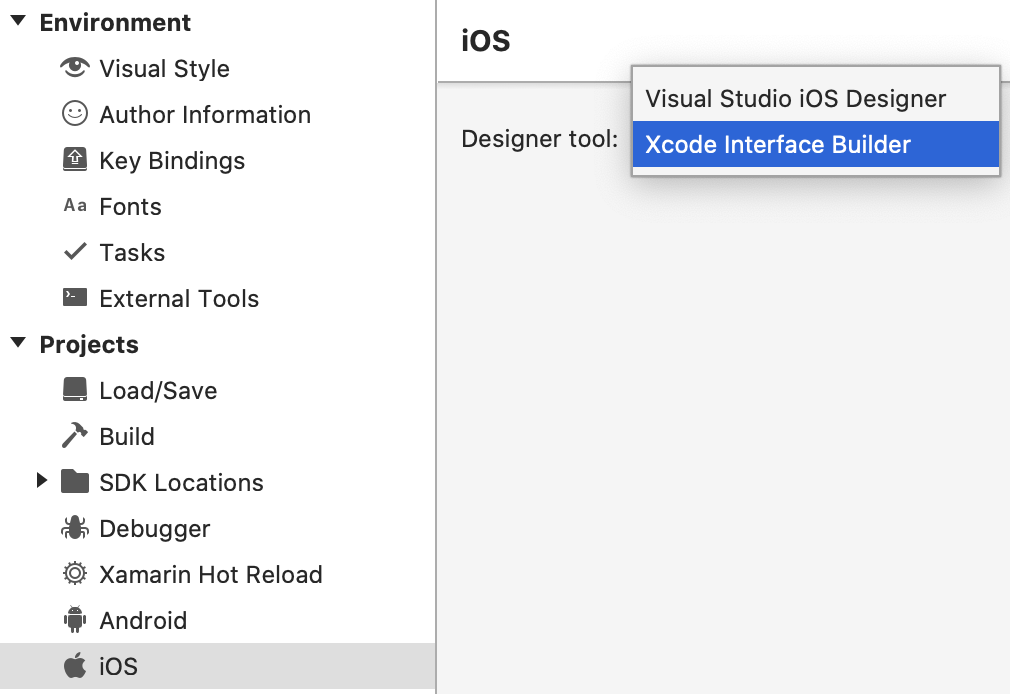 Environment
Visual Style
Author Information
Key Bindings
Aa Fonts
Tasks
External Tools
Projects
Load/Save
Build
SDK Locations
Debugger
Xamarin Hot Reload
Android
iOS
iOS
Designer tool:
Visual Studio iOS Designer
Xcode Interface Builder